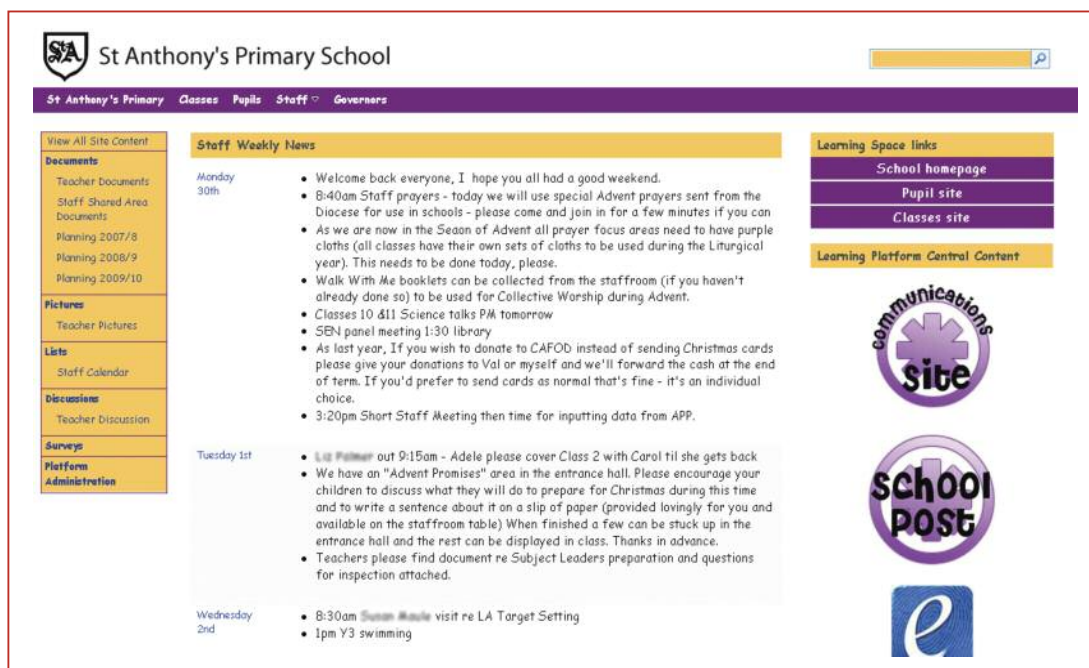 StA St Anthony's Primary School
St Anthony's Primary Classes Pupils Staff Governors
View All Site Content
Documents
Teacher Documents
Staff Shared Area
Documents
Planning 2007/8
Planning 2008/9
Planning 2009/10
Pictures
Teacher Pictures
Lists
Staff Calendar
Discussions
Teacher Discussion
Surveys
Platform
Administration
Staff Weekly News
Monday
30th
• Welcome back everyone, I hope you all had a good weekend.
• 8:40am Staff prayers - today we will use special Advent prayers sent from the
Diocese for use in schools - please come and join in for a few minutes if you can
• As we are now in the Seaon of Advent all prayer focus areas need to have purple
cloths (all classes have their own sets of cloths to be used during the Liturgical
year). This needs to be done today, please.
• Walk With Me booklets can be collected from the staffroom (if you haven't
already done so) to be used for Collective Worship during Advent.
• Classes 10 &11 Science talks PM tomorrow
• SEN panel meeting 1:30 library
• As last year, If you wish to donate to CAFOD instead of sending Christmas cards
please give your donations to Val or myself and we'll forward the cash at the end
of term. If you'd prefer to send cards as normal that's fine - it's an individual
choice.
• 3:20pm Short Staff Meeting then time for inputting data from APP.
Tuesday 1st
• out 9:15am - Adele please cover Class 2 with Carol til she gets back
• We have an "Advent Promises" area in the entrance hall. Please encourage your
children to discuss what they will do to prepare for Christmas during this time
and to write a sentence about it on a slip of paper (provided lovingly for you and
available on the staffroom table) When finished a few can be stuck up in the
entrance hall and the rest can be displayed in class. Thanks in advance.
• Teachers please find document re Subject Leaders preparation and questions
for inspection attached.
Wednesday
2nd
• 8:30am visit re LA Target Setting
• 1pm Y3 swimming
Learning Space links
School homepage
Pupil site
Classes site
Learning Platform Central Content
communications
site
school
post
e